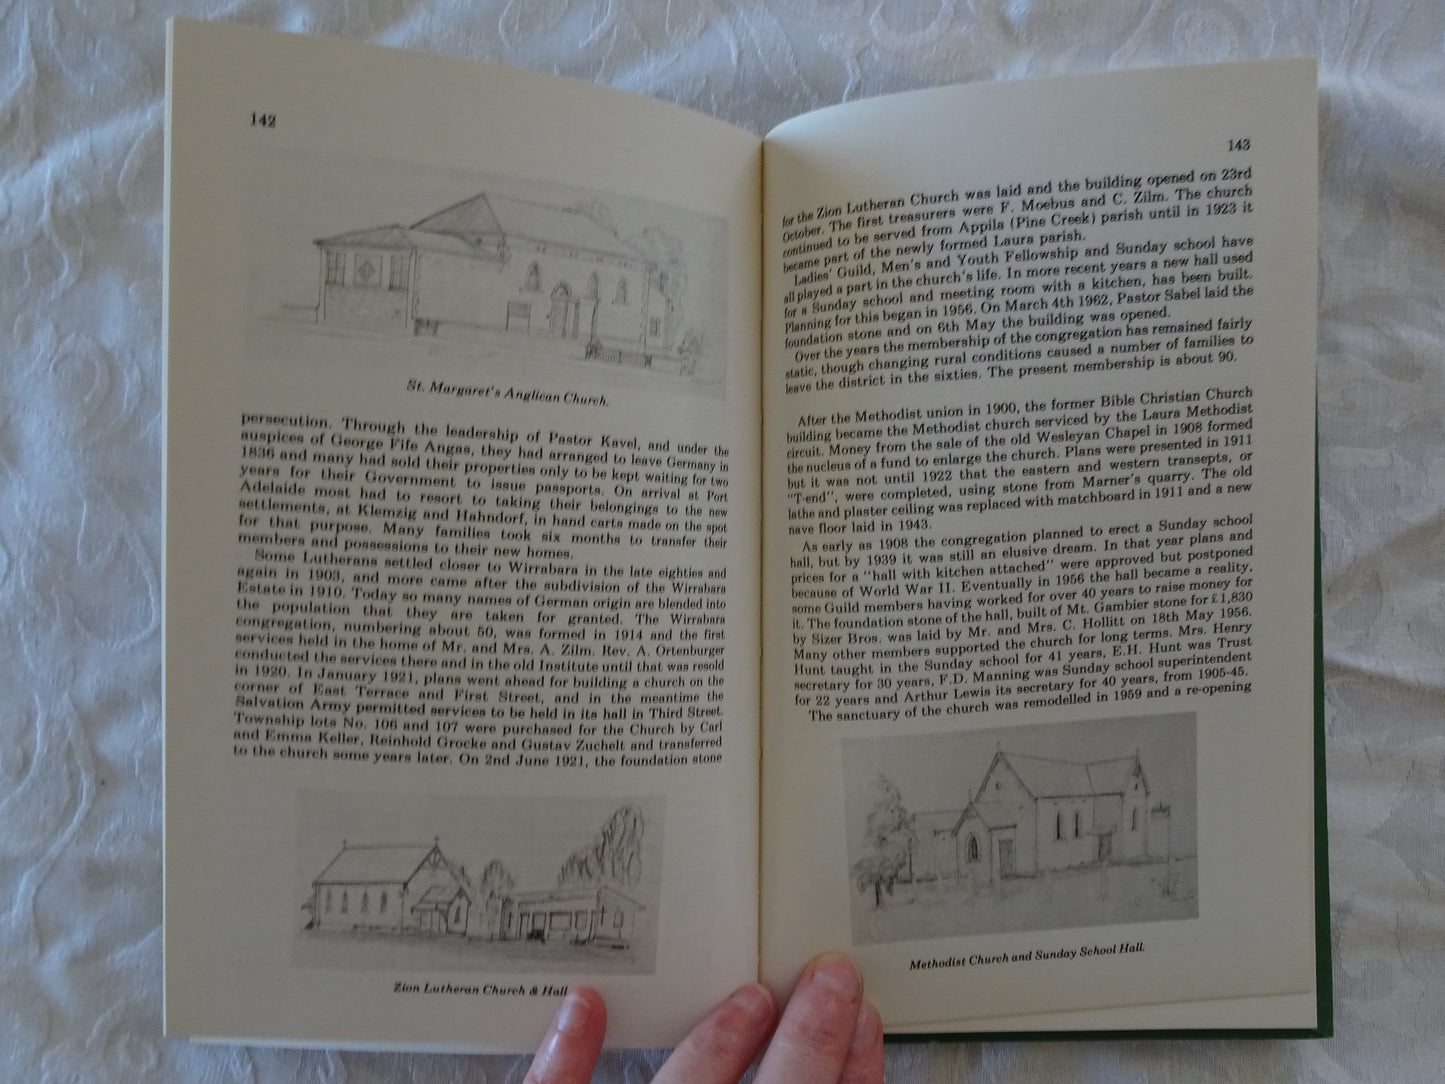 142
St. Margaret's Anglican Church.
persecution. Through the leadership of Pastor Kavel, and under the
auspices of George Fife Angas, they had arranged to leave Germany in
1836 and many had sold their properties only to be kept waiting for two
years for their Government to issue passports. On arrival at Port
Adelaide most had to resort to taking their belongings to the new
settlements, at Klemzig and Hahndorf, in hand carts made on the spot
for that purpose. Many families took six months to transfer their
members and possessions to their new homes.
Some Lutherans settled closer to Wirrabara in the late eighties and
again in 1903, and more came after the subdivision of the Wirrabara
Estate in 1910. Today so many names of German origin are blended into
the population that they are taken for granted. The Wirrabara
congregation, numbering about 50, was formed in 1914 and the first
services held in the home of Mr. and Mrs. A. Zilm. Rev. A. Ortenburger
conducted the services there and in the old Institute until that was resold
in 1920. In January 1921, plans went ahead for building a church on the
corner of East Terrace and First Street, and in the meantime the
Salvation Army permitted services to be held in its hall in Third Street.
Township lots No. 106 and 107 were purchased for the Church by Carl
and Emma Keller, Reinhold Grocke and Gustav Zuchelt and transferred
to the church some years later. On 2nd June 1921, the foundation stone
Zion Lutheran Church & Hall
143
for the Zion Lutheran Church was laid and the building opened on 23rd
October. The first treasurers were F. Moebus and C. Zilm. The church
continued to be served from Appila (Pine Creek) parish until in 1923 it
became part of the newly formed Laura parish.
Ladies' Guild, Men's and Youth Fellowship and Sunday school have
all played a part in the church's life. In more recent years a new hall used
for a Sunday school and meeting room with a kitchen, has been built.
Planning for this began in 1956. On March 4th 1962, Pastor Sabel laid the
foundation stone and on 6th May the building was opened.
Over the years the membership of the congregation has remained fairly
static, though changing rural conditions caused a number of families to
leave the district in the sixties. The present membership is about 90.
After the Methodist union in 1900, the former Bible Christian Church
building became the Methodist church serviced by the Laura Methodist
circuit. Money from the sale of the old Wesleyan Chapel in 1908 formed
the nucleus of a fund to enlarge the church. Plans were presented in 1911
but it was not until 1922 that the eastern and western transepts, or
"T-end", were completed, using stone from Marner's quarry. The old
lathe and plaster ceiling was replaced with matchboard in 1911 and a new
nave floor laid in 1943.
As early as 1908 the congregation planned to erect a Sunday school
hall, but by 1939 it was still an elusive dream. In that year plans and
prices for a "hall with kitchen attached" were approved but postponed
because of World War II. Eventually in 1956 the hall became a reality,
some Guild members having worked for over 40 years to raise money for
it. The foundation stone of the hall, built of Mt. Gambier stone for £1,830
by Sizer Bros. was laid by Mr. and Mrs. C. Hollitt on 18th May 1956.
Many other members supported the church for long terms. Mrs. Henry
Hunt taught in the Sunday school for 41 years, E.H. Hunt was Trust
secretary for 30 years, F.D. Manning was Sunday school superintendent
for 22 years and Arthur Lewis its secretary for 40 years, from 1905-45.
The sanctuary of the church was remodelled in 1959 and a re-opening
Methodist Church and Sunday School Hall.